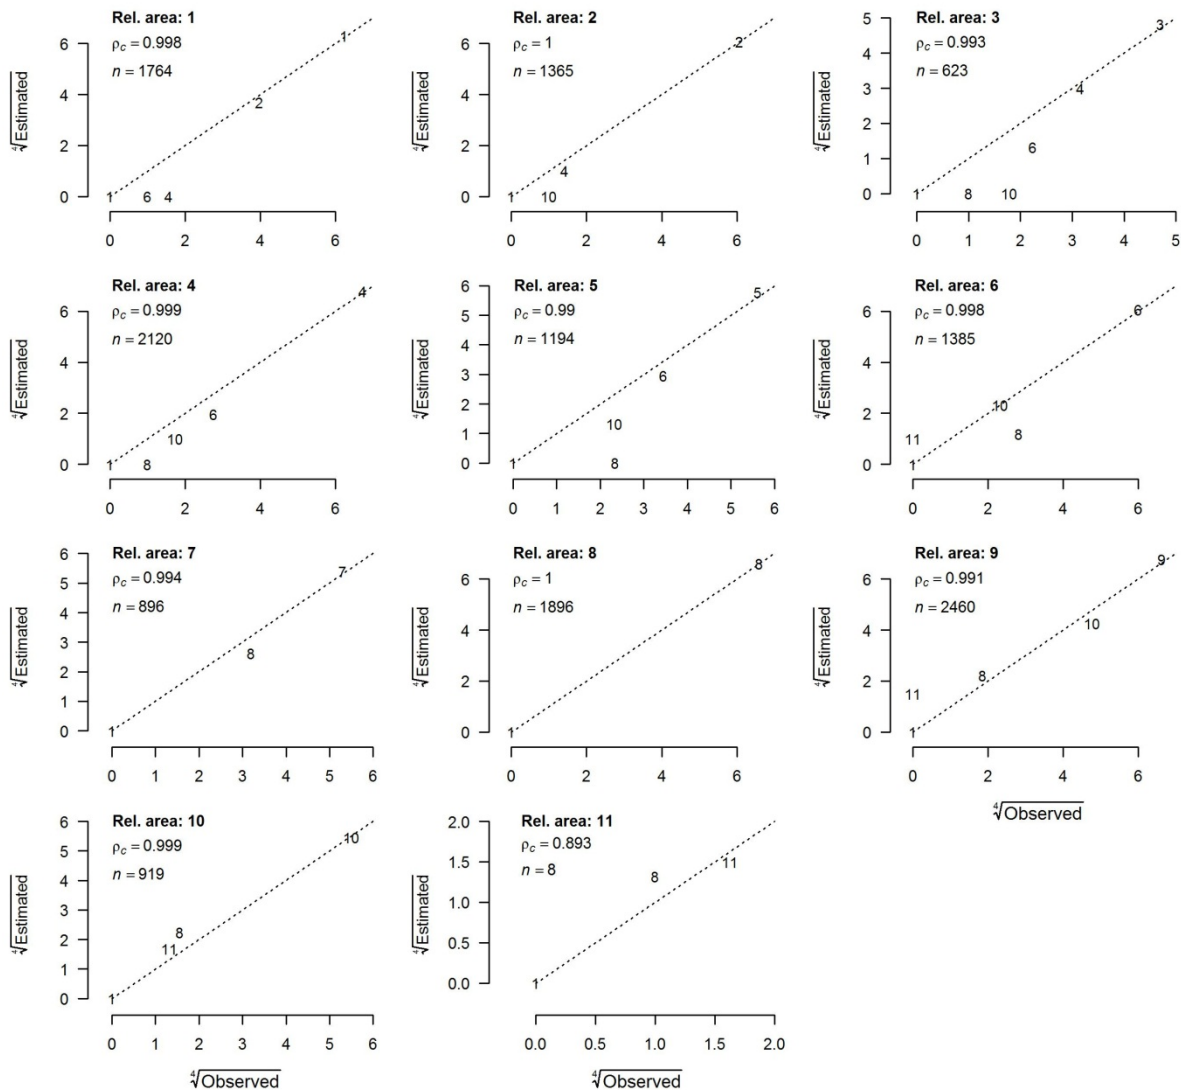 Rel. area: 1
ρc = 0.998
n = 1764
∜Estimated
6
4
2
0
1
2
1 6 4
0 2 4 6
Rel. area: 2
ρc = 1
n = 1365
∜Estimated
6
4
2
0
2
4
1 10
0 2 4 6
Rel. area: 3
ρc = 0.993
n = 623
∜Estimated
5
4
3
2
1
0
3
4
6
1 8 10
0 1 2 3 4 5
Rel. area: 4
ρc = 0.999
n = 2120
∜Estimated
6
4
2
0
4
6
10
1 8
0 2 4 6
Rel. area: 5
ρc = 0.99
n = 1194
∜Estimated
6
5
4
3
2
1
0
5
6
10
1 8
0 1 2 3 4 5 6
Rel. area: 6
ρc = 0.998
n = 1385
∜Estimated
6
4
2
0
6
10
11 8
1
0 2 4 6
Rel. area: 7
ρc = 0.994
n = 896
∜Estimated
6
5
4
3
2
1
0
7
8
1
0 1 2 3 4 5 6
Rel. area: 8
ρc = 1
n = 1896
∜Estimated
6
4
2
0
8
1
0 2 4 6
Rel. area: 9
ρc = 0.991
n = 2460
∜Estimated
6
4
2
0
9
10
8
11
1
0 2 4 6
∜Observed
Rel. area: 10
ρc = 0.999
n = 919
∜Estimated
6
5
4
3
2
1
0
10
8
11
1
0 1 2 3 4 5 6
∜Observed
Rel. area: 11
ρc = 0.893
n = 8
∜Estimated
2.0
1.5
1.0
0.5
0.0
11
8
1
0.0 0.5 1.0 1.5 2.0
∜Observed